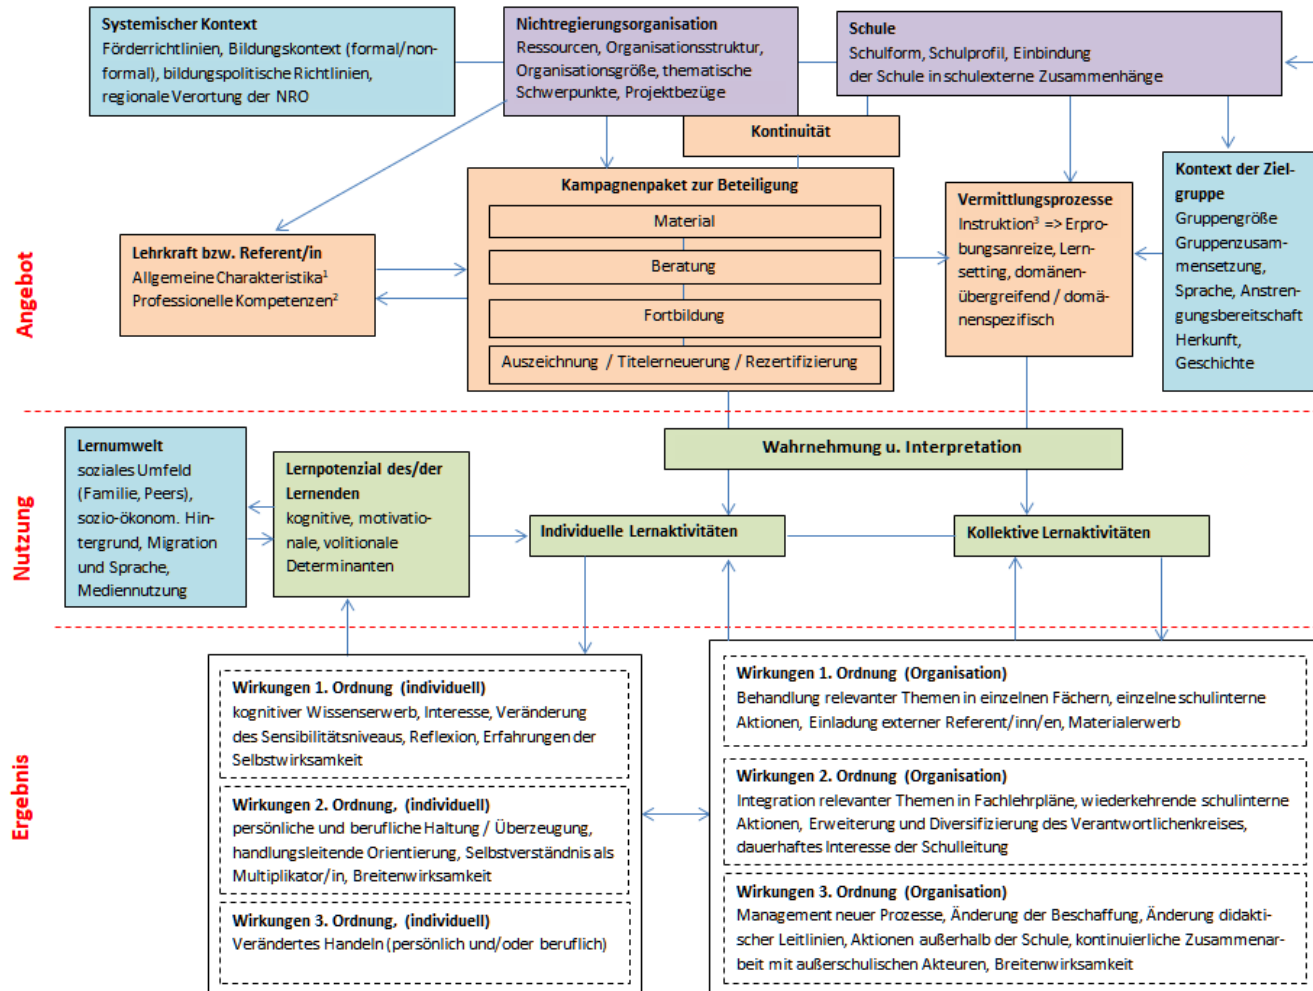 Systemischer Kontext
Förderrichtlinien, Bildungskontext (formal/non-
formal), bildungspolitische Richtlinien,
regionale Verortung der NRO
Nichtregierungsorganisation
Ressourcen, Organisationsstruktur,
Organisationsgröße, thematische
Schwerpunkte, Projektbezüge
Schule
Schulform, Schulprofil, Einbindung
der Schule in schulexterne Zusammenhänge
Kontinuität
Angebot
Lehrkraft bzw. Referent/in
Allgemeine Charakteristika¹
Professionelle Kompetenzen²
Kampagnenpaket zur Beteiligung
Material
Beratung
Fortbildung
Auszeichnung / Titelerneuerung / Rezertifizierung
Vermittlungsprozesse
Instruktion³ => Erpro-
bungsanreize, Lern-
setting, domänen-
übergreifend / domä-
nenspezifisch
Kontext der Ziel-
gruppe
Gruppengröße
Gruppenzusam-
mensetzung,
Sprache, Anstren-
gungsbereitschaft
Herkunft,
Geschichte
Nutzung
Lernumwelt
soziales Umfeld
(Familie, Peers),
sozio-ökonom. Hin-
tergrund, Migration
und Sprache,
Mediennutzung
Lernpotenzial des/der
Lernenden
kognitive, motivatio-
nale, volitionale
Determinanten
Wahrnehmung u. Interpretation
Individuelle Lernaktivitäten
Kollektive Lernaktivitäten
Ergebnis
Wirkungen 1. Ordnung (individuell)
kognitiver Wissenserwerb, Interesse, Veränderung
des Sensibilitätsniveaus, Reflexion, Erfahrungen der
Selbstwirksamkeit
Wirkungen 2. Ordnung, (individuell)
persönliche und berufliche Haltung / Überzeugung,
handlungsleitende Orientierung, Selbstverständnis als
Multiplikator/in, Breitenwirksamkeit
Wirkungen 3. Ordnung, (individuell)
Verändertes Handeln (persönlich und/oder beruflich)
Wirkungen 1. Ordnung (Organisation)
Behandlung relevanter Themen in einzelnen Fächern, einzelne schulinterne
Aktionen, Einladung externer Referent/inn/en, Materialerwerb
Wirkungen 2. Ordnung (Organisation)
Integration relevanter Themen in Fachlehrpläne, wiederkehrende schulinterne
Aktionen, Erweiterung und Diversifizierung des Verantwortlichenkreises,
dauerhaftes Interesse der Schulleitung
Wirkungen 3. Ordnung (Organisation)
Management neuer Prozesse, Änderung der Beschaffung, Änderung didakti-
scher Leitlinien, Aktionen außerhalb der Schule, kontinuierliche Zusammenar-
beit mit außerschulischen Akteuren, Breitenwirksamkeit